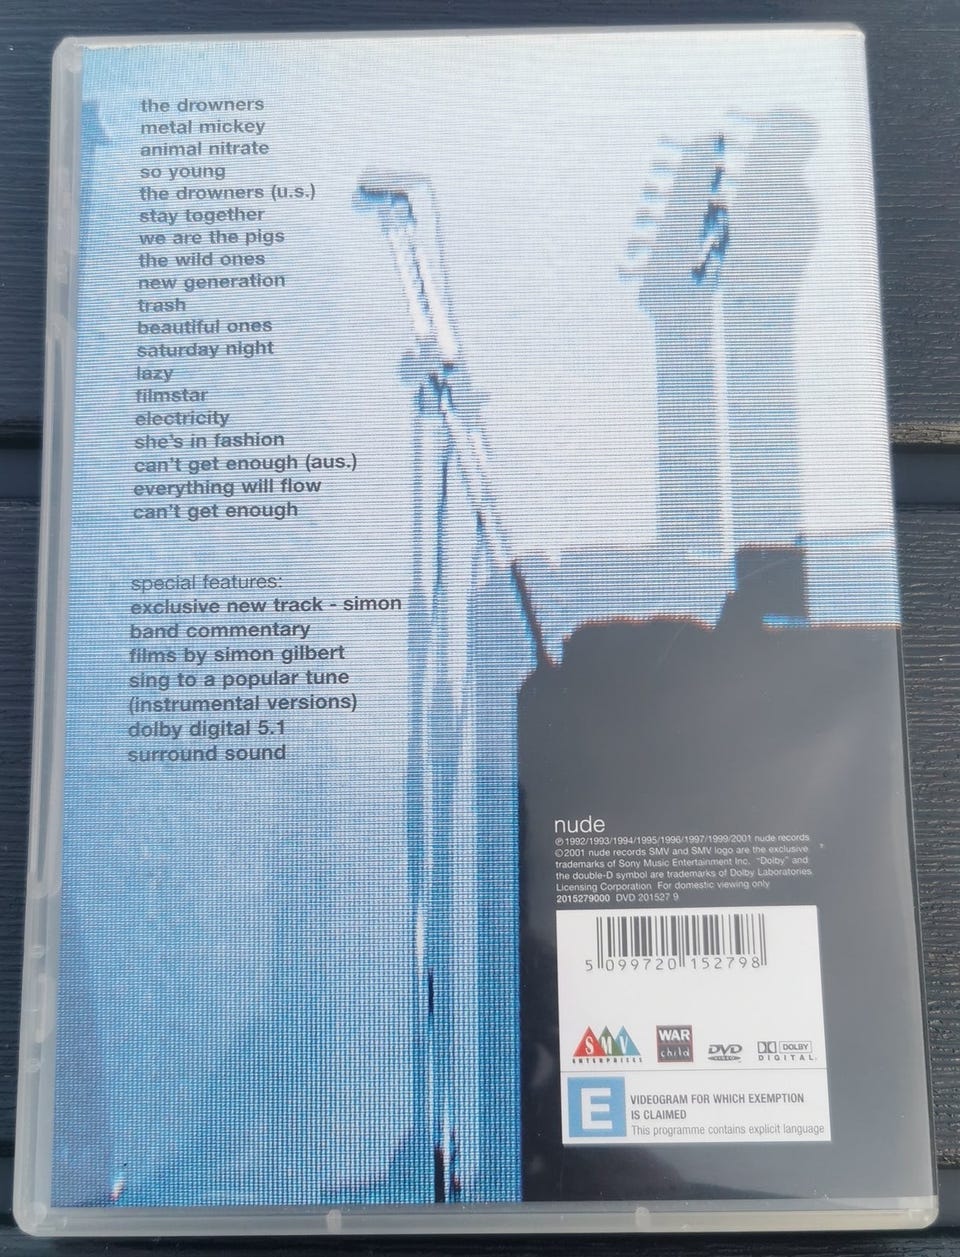 the drowners
metal mickey
animal nitrate
so young
the drowners (u.s.)
stay together
we are the pigs
the wild ones
new generation
trash
beautiful ones
saturday night
lazy
filmstar
electricity
she's in fashion
can't get enough (aus.)
everything will flow
can't get enough
special features:
exclusive new track - simon
band commentary
films by simon gilbert
sing to a popular tune
(instrumental versions)
dolby digital 5.1
surround sound
nude
℗1992/1993/1994/1995/1996/1997/1999/2001 nude records
©2001 nude records SMV and SMV logo are the exclusive
trademarks of Sony Music Entertainment Inc. "Dolby" and
the double-D symbol are trademarks of Dolby Laboratories
Licensing Corporation For domestic viewing only
2015279000 DVD 201527 9
5 099720 152798
SMV
ENTERPRISES
WAR
child
DVD
VIDEO
DOLBY
DIGITAL
E
VIDEOGRAM FOR WHICH EXEMPTION
IS CLAIMED
This programme contains explicit language